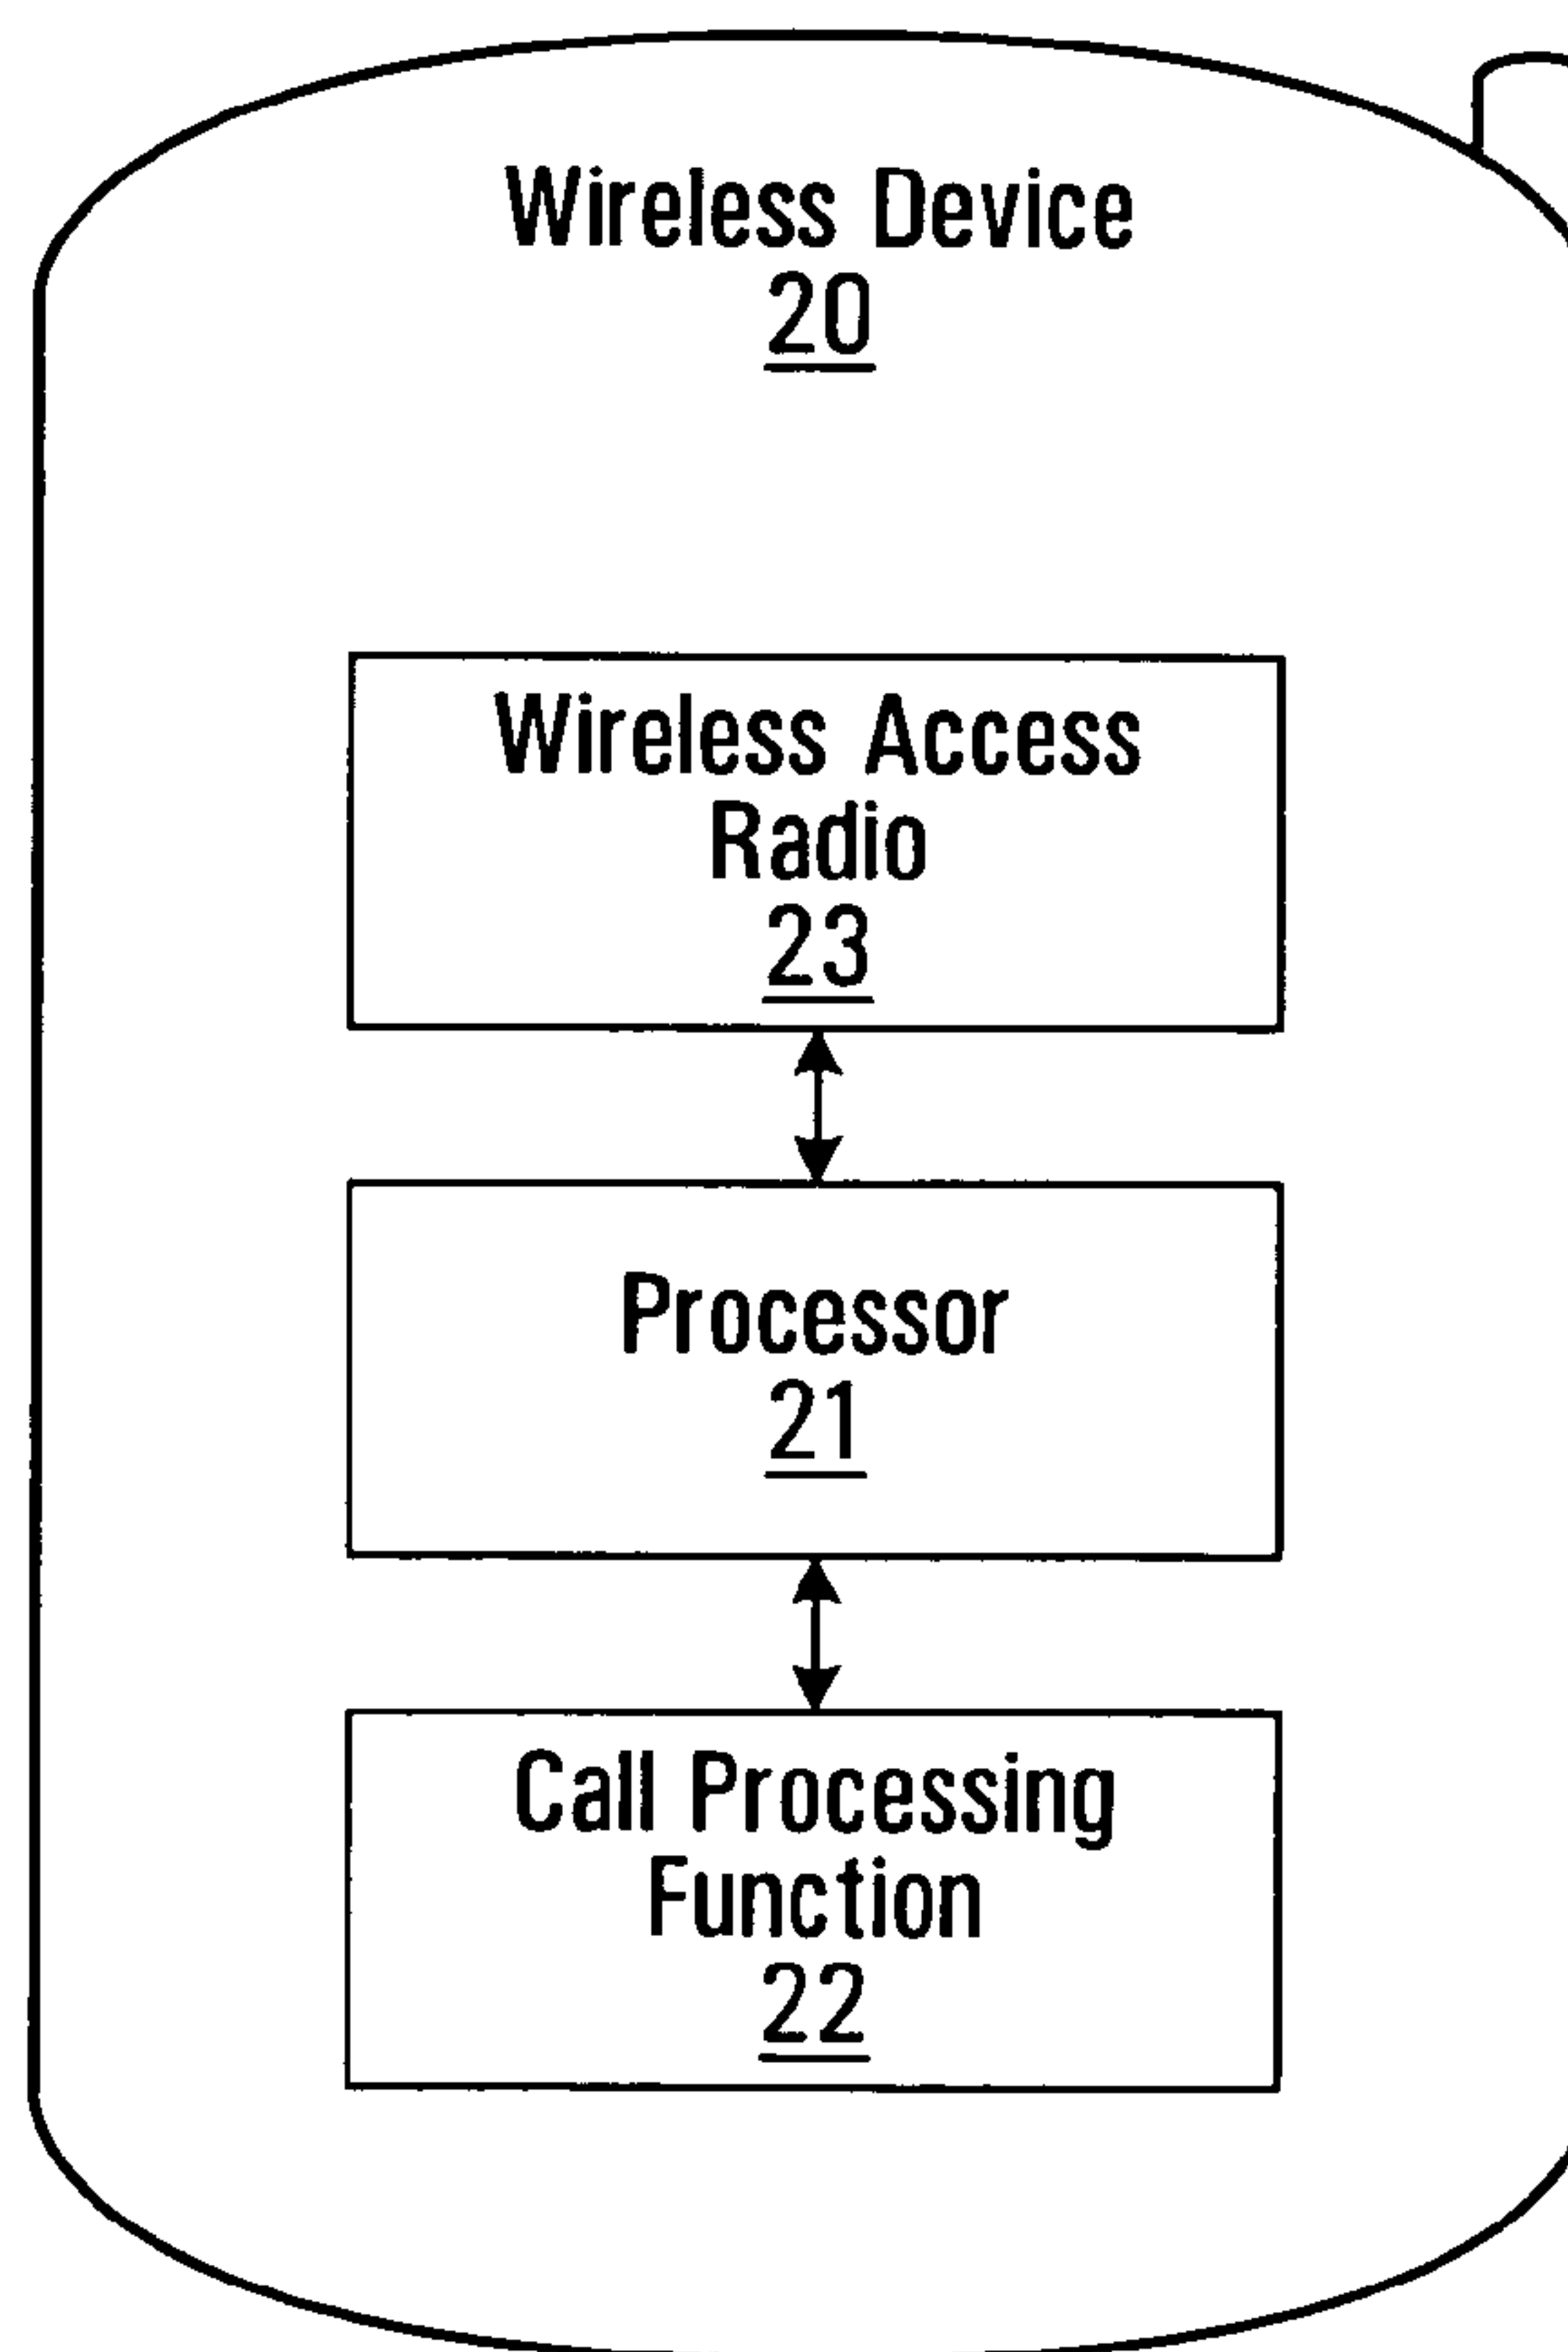 Wireless Device
20
Wireless Access
Radio
23
Processor
21
Call Processing
Function
22